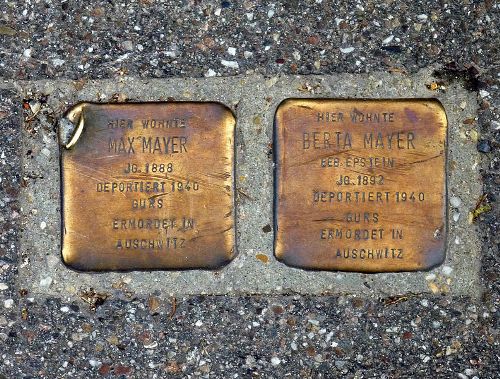 HIER WOHNTE
MAX MAYER
JG. 1888
DEPORTIERT 1940
GURS
ERMORDET IN
AUSCHWITZ
HIER WOHNTE
BERTA MAYER
GEB. EPSTEIN
JG. 1892
DEPORTIERT 1940
GURS
ERMORDET IN
AUSCHWITZ